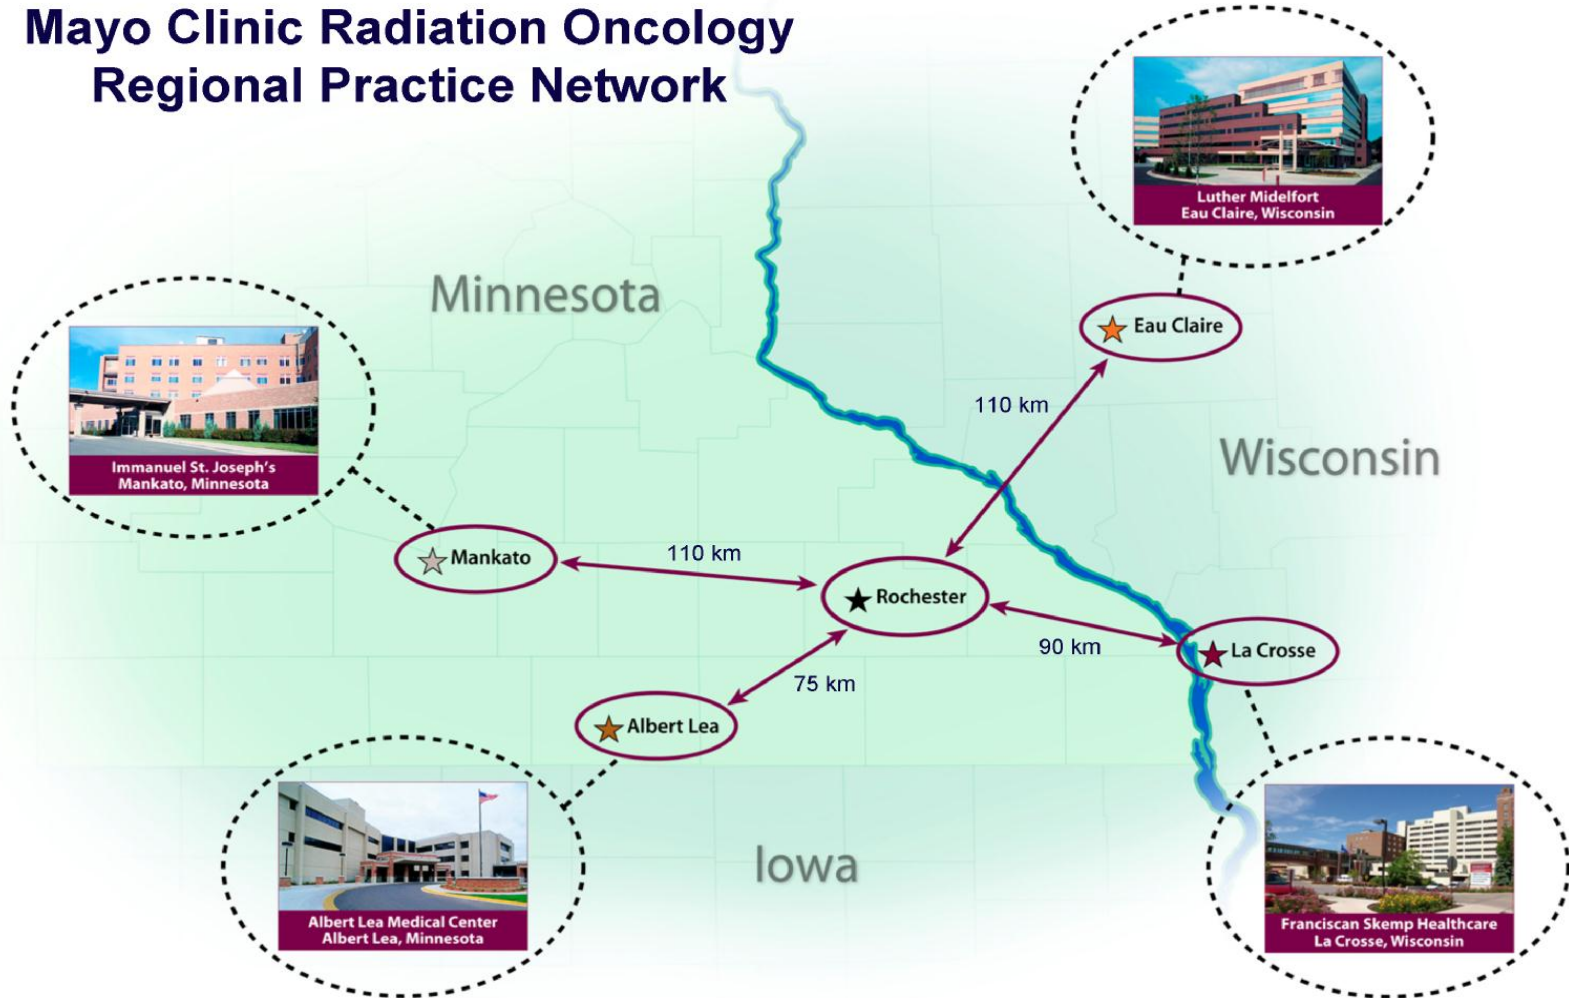 Mayo Clinic Radiation Oncology
Regional Practice Network
Luther Midelfort
Eau Claire, Wisconsin
Minnesota
Eau Claire
110 km
Wisconsin
Immanuel St. Joseph's
Mankato, Minnesota
Mankato
110 km
Rochester
90 km
La Crosse
75 km
Albert Lea
Iowa
Albert Lea Medical Center
Albert Lea, Minnesota
Franciscan Skemp Healthcare
La Crosse, Wisconsin